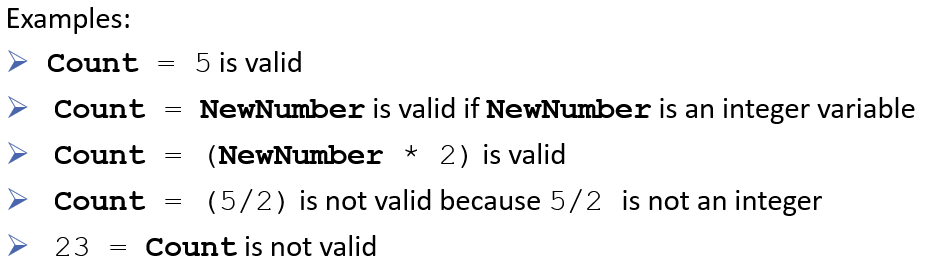 Examples:
➢ Count = 5 is valid
➢ Count = NewNumber is valid if NewNumber is an integer variable
➢ Count = (NewNumber * 2) is valid
➢ Count = (5/2) is not valid because 5/2 is not an integer
➢ 23 = Count is not valid